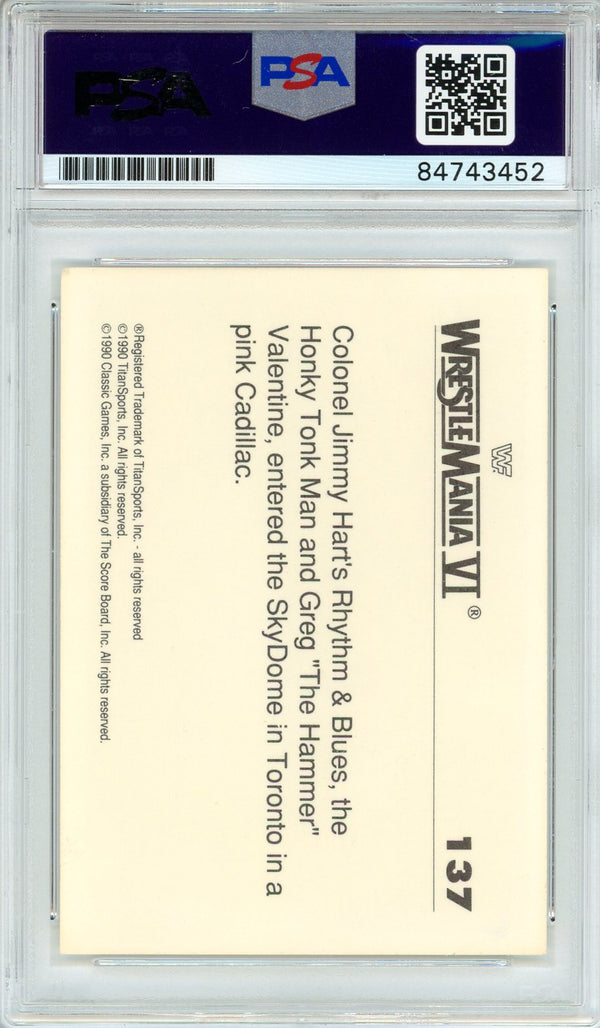 PSA
PSA
84743452
WF
WRESTLEMANIA VI ®
137
Colonel Jimmy Hart's Rhythm & Blues, the
Honky Tonk Man and Greg "The Hammer"
Valentine, entered the SkyDome in Toronto in a
pink Cadillac.
®Registered Trademark of TitanSports, Inc. - all rights reserved
©1990 TitanSports, Inc. All rights reserved.
©1990 Classic Games, Inc. a subsidiary of The Score Board, Inc. All rights reserved.